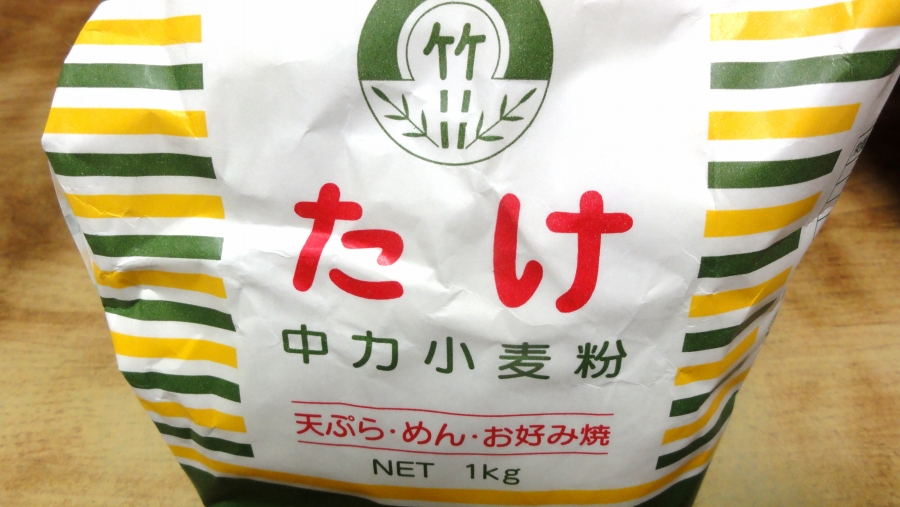 竹
たけ
中力小麦粉
天ぷら・めん・お好み焼
NET 1kg